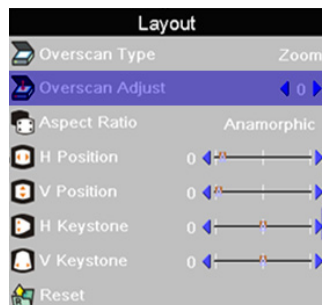 Layout
Overscan Type Zoom
Overscan Adjust 0
Aspect Ratio Anamorphic
H Position 0
V Position 0
H Keystone 0
V Keystone 0
Reset